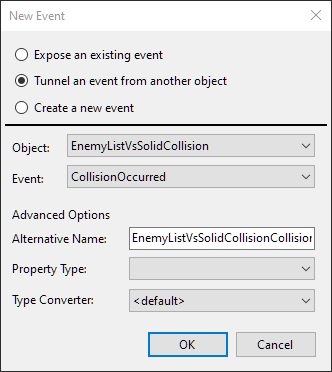 New Event
Expose an existing event
Tunnel an event from another object
Create a new event
Object: EnemyListVsSolidCollision
Event: CollisionOccurred
Advanced Options
Alternative Name: EnemyListVsSolidCollisionCollision
Property Type:
Type Converter: <default>
OK Cancel